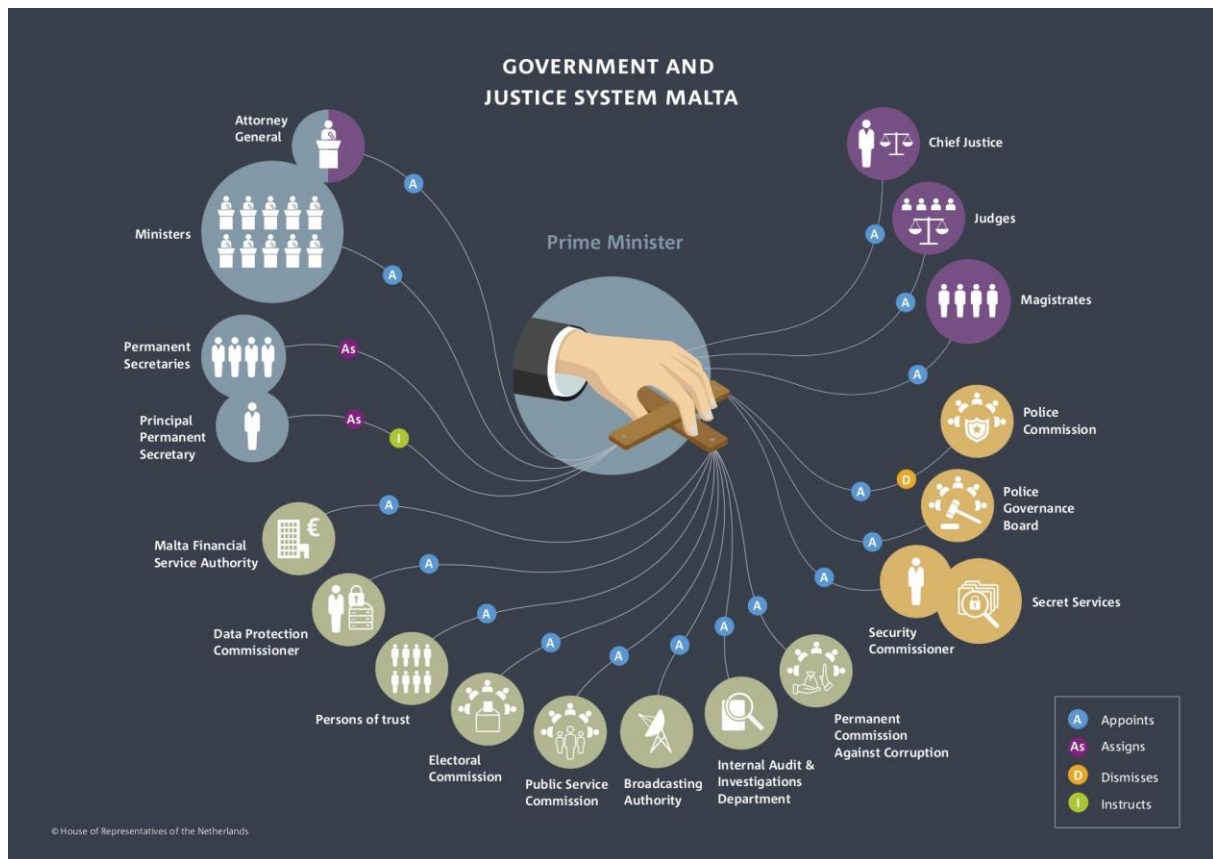 GOVERNMENT AND
JUSTICE SYSTEM MALTA
Attorney
General
A
Ministers
A
Permanent
Secretaries
As
Principal
Permanent
Secretary
As
I
Prime Minister
Chief Justice
A
Judges
A
Magistrates
A
Police
Commission
A
D
Police
Governance
Board
A
Secret Services
Security
Commissioner
A
€
Malta Financial
Service Authority
A
Data Protection
Commissioner
A
Persons of trust
A
Electoral
Commission
A
Public Service
Commission
A
Broadcasting
Authority
A
Internal Audit &
Investigations
Department
A
Permanent
Commission
Against Corruption
A
A Appoints
As Assigns
D Dismisses
I Instructs
© House of Representatives of the Netherlands